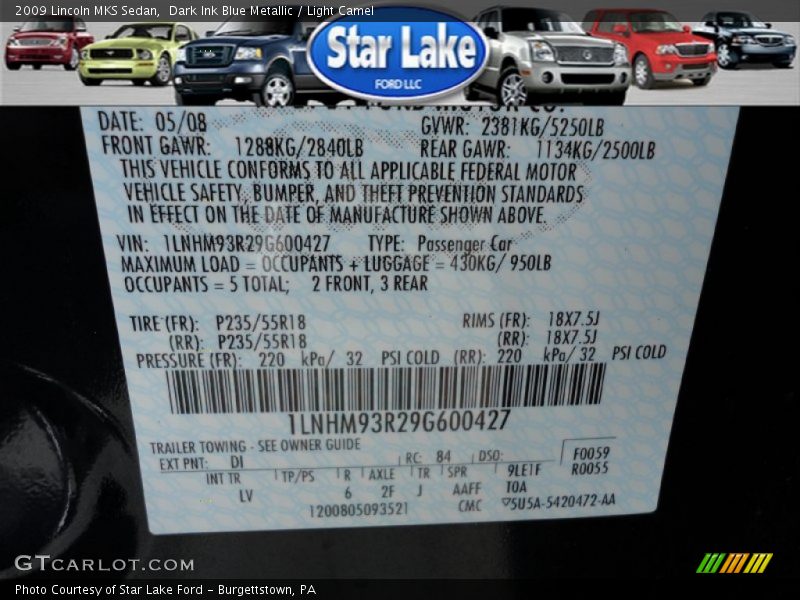 2009 Lincoln MKS Sedan, Dark Ink Blue Metallic / Light Camel
Star Lake
FORD LLC
DATE: 05/08
GVWR: 2381KG/5250LB
FRONT GAWR: 1288KG/2840LB
REAR GAWR: 1134KG/2500LB
THIS VEHICLE CONFORMS TO ALL APPLICABLE FEDERAL MOTOR
VEHICLE SAFETY, BUMPER, AND THEFT PREVENTION STANDARDS
IN EFFECT ON THE DATE OF MANUFACTURE SHOWN ABOVE.
VIN: 1LNHM93R29G600427 TYPE: Passenger Car
MAXIMUM LOAD = OCCUPANTS + LUGGAGE = 430KG/ 950LB
OCCUPANTS = 5 TOTAL; 2 FRONT, 3 REAR
TIRE (FR): P235/55R18 RIMS (FR): 18X7.5J
(RR): P235/55R18 (RR): 18X7.5J
PRESSURE (FR): 220 kPa/ 32 PSI COLD (RR): 220 kPa/ 32 PSI COLD
1LNHM93R29G600427
TRAILER TOWING - SEE OWNER GUIDE
EXT PNT: DI RC: 84 DSO: F0059
R0055
INT TR TP/PS R AXLE TR SPR 9LE1F
LV 6 2F J AAFF TOA
1200805093521 CMC ▽5U5A-5420472-AA
GTCARLOT.COM
Photo Courtesy of Star Lake Ford - Burgettstown, PA